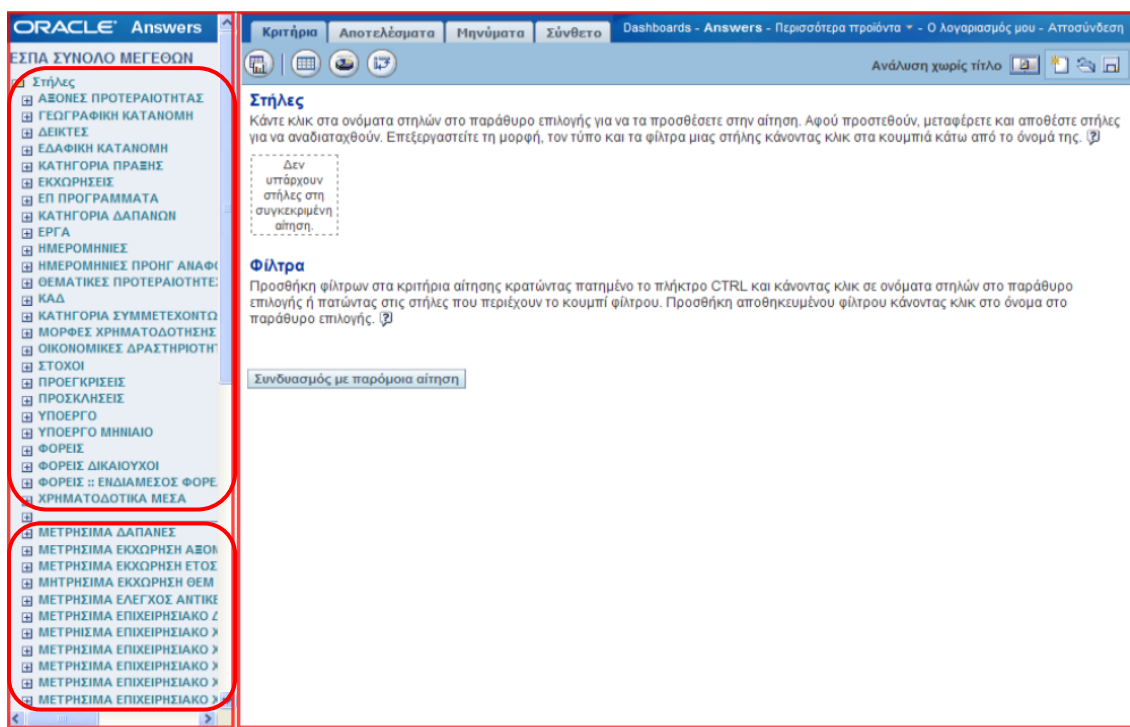 ORACLE Answers
ΕΣΠΑ ΣΥΝΟΛΟ ΜΕΓΕΘΩΝ
Στήλες
ΑΞΟΝΕΣ ΠΡΟΤΕΡΑΙΟΤΗΤΑΣ
ΓΕΩΓΡΑΦΙΚΗ ΚΑΤΑΝΟΜΗ
ΔΕΙΚΤΕΣ
ΕΔΑΦΙΚΗ ΚΑΤΑΝΟΜΗ
ΚΑΤΗΓΟΡΙΑ ΠΡΑΞΗΣ
ΕΚΧΩΡΗΣΕΙΣ
ΕΠ ΠΡΟΓΡΑΜΜΑΤΑ
ΚΑΤΗΓΟΡΙΑ ΔΑΠΑΝΩΝ
ΕΡΓΑ
ΗΜΕΡΟΜΗΝΙΕΣ
ΗΜΕΡΟΜΗΝΙΕΣ ΠΡΟΗΓ ΑΝΑΦ
ΘΕΜΑΤΙΚΕΣ ΠΡΟΤΕΡΑΙΟΤΗΤΕΣ
ΚΑΔ
ΚΑΤΗΓΟΡΙΑ ΣΥΜΜΕΤΕΧΟΝΤΩ
ΜΟΡΦΕΣ ΧΡΗΜΑΤΟΔΟΤΗΣΗΣ
ΟΙΚΟΝΟΜΙΚΕΣ ΔΡΑΣΤΗΡΙΟΤΗΤ
ΣΤΟΧΟΙ
ΠΡΟΕΓΚΡΙΣΕΙΣ
ΠΡΟΣΚΛΗΣΕΙΣ
ΥΠΟΕΡΓΟ
ΥΠΟΕΡΓΟ ΜΗΝΙΑΙΟ
ΦΟΡΕΙΣ
ΦΟΡΕΙΣ ΔΙΚΑΙΟΥΧΟΙ
ΦΟΡΕΙΣ :: ΕΝΔΙΑΜΕΣΟΣ ΦΟΡΕ
ΧΡΗΜΑΤΟΔΟΤΙΚΑ ΜΕΣΑ
ΜΕΤΡΗΣΙΜΑ ΔΑΠΑΝΕΣ
ΜΕΤΡΗΣΙΜΑ ΕΚΧΩΡΗΣΗ ΑΞΟΝ
ΜΕΤΡΗΣΙΜΑ ΕΚΧΩΡΗΣΗ ΕΤΟΣ
ΜΗΤΡΗΣΙΜΑ ΕΚΧΩΡΗΣΗ ΘΕΜ
ΜΕΤΡΗΣΙΜΑ ΕΛΕΓΧΟΣ ΑΝΤΙΚΕ
ΜΕΤΡΗΣΙΜΑ ΕΠΙΧΕΙΡΗΣΙΑΚΟ Δ
ΜΕΤΡΗΙΣΜΑ ΕΠΙΧΕΙΡΗΣΙΑΚΟ Χ
ΜΕΤΡΗΣΙΜΑ ΕΠΙΧΕΙΡΗΣΙΑΚΟ Χ
ΜΕΤΡΗΣΙΜΑ ΕΠΙΧΕΙΡΗΣΙΑΚΟ Χ
ΜΕΤΡΗΣΙΜΑ ΕΠΙΧΕΙΡΗΣΙΑΚΟ Χ
ΜΕΤΡΗΣΙΜΑ ΕΠΙΧΕΙΡΗΣΙΑΚΟ Χ
Κριτήρια Αποτελέσματα Μηνύματα Σύνθετο Dashboards - Answers - Περισσότερα προϊόντα - Ο λογαριασμός μου - Αποσύνδεση
Ανάλυση χωρίς τίτλο
Στήλες
Κάντε κλικ στα ονόματα στηλών στο παράθυρο επιλογής για να τα προσθέσετε στην αίτηση. Αφού προστεθούν, μεταφέρετε και αποθέστε στήλες
για να αναδιαταχθούν. Επεξεργαστείτε τη μορφή, τον τύπο και τα φίλτρα μιας στήλης κάνοντας κλικ στα κουμπιά κάτω από το όνομά της.
Δεν
υπάρχουν
στήλες στη
συγκεκριμένη
αίτηση.
Φίλτρα
Προσθήκη φίλτρων στα κριτήρια αίτησης κρατώντας πατημένο το πλήκτρο CTRL και κάνοντας κλικ σε ονόματα στηλών στο παράθυρο
επιλογής ή πατώντας στις στήλες που περιέχουν το κουμπί φίλτρου. Προσθήκη αποθηκευμένου φίλτρου κάνοντας κλικ στο όνομα στο
παράθυρο επιλογής.
Συνδυασμός με παρόμοια αίτηση